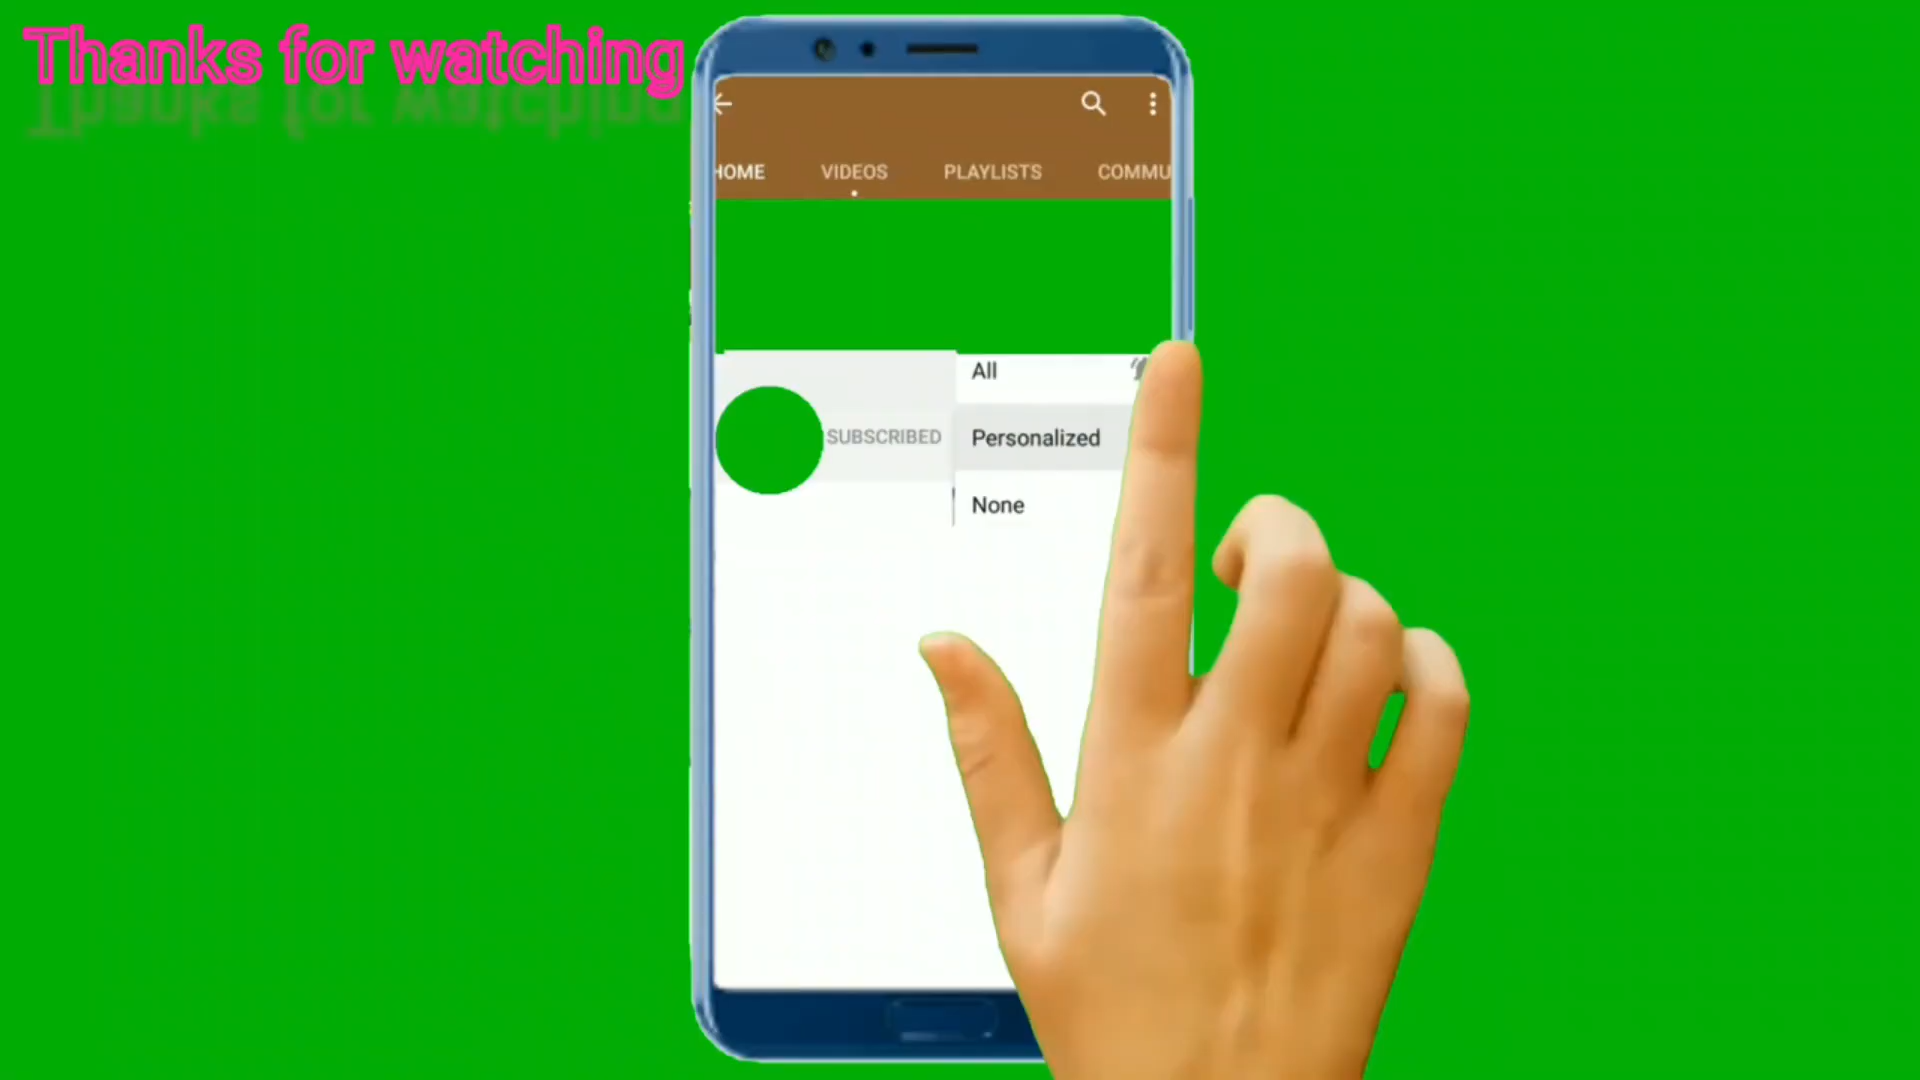 Thanks for watching
HOME VIDEOS PLAYLISTS COMMU
All
SUBSCRIBED Personalized
None